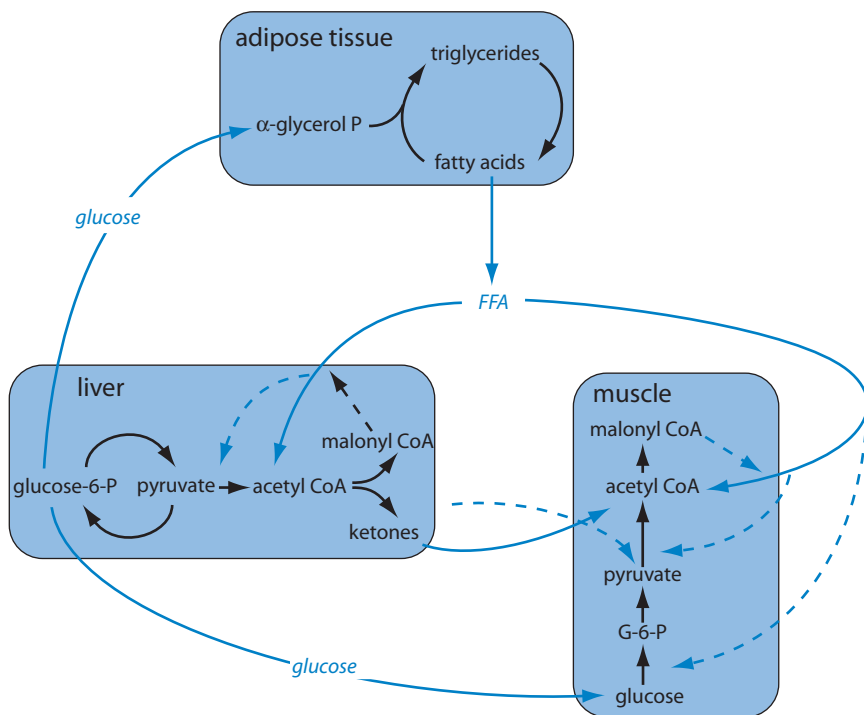 adipose tissue
triglycerides
α-glycerol P
fatty acids
glucose
FFA
liver
malonyl CoA
glucose-6-P
pyruvate
acetyl CoA
ketones
muscle
malonyl CoA
acetyl CoA
pyruvate
G-6-P
glucose
glucose